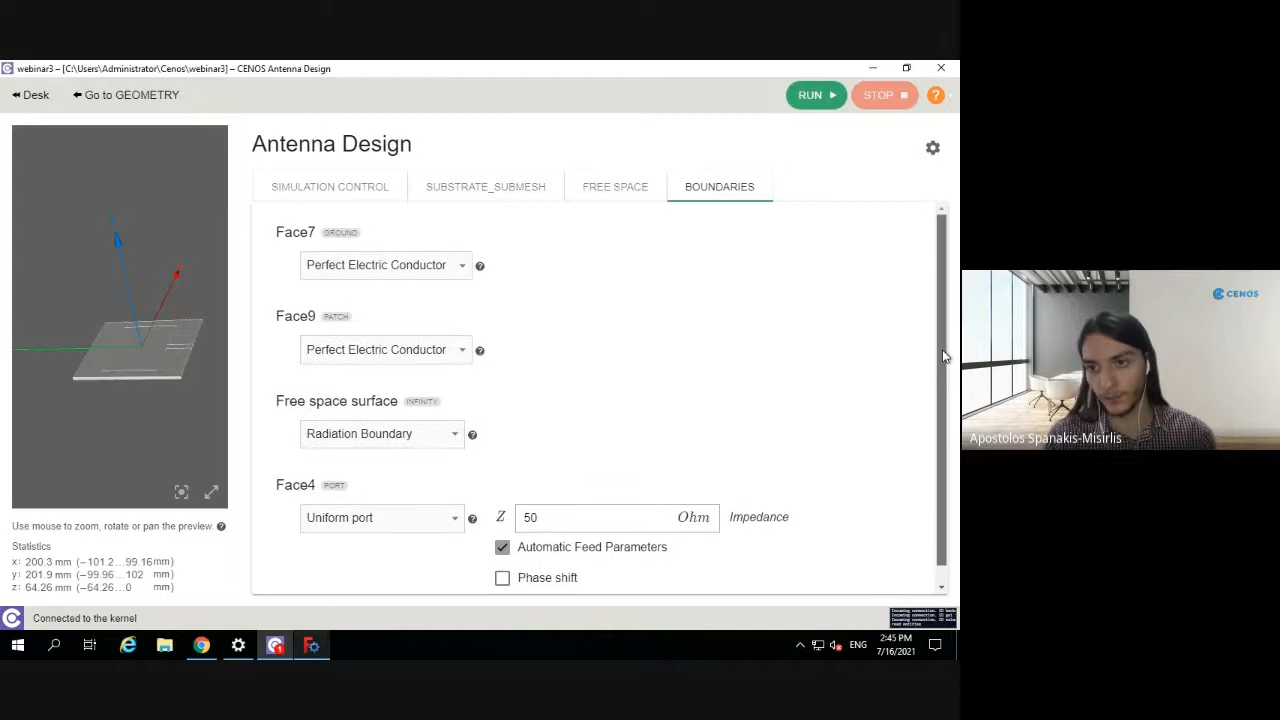 webinar3 – [C:\Users\Administrator\Cenos\webinar3] – CENOS Antenna Design
Desk
Go to GEOMETRY
RUN
STOP
?
Antenna Design
SIMULATION CONTROL
SUBSTRATE_SUBMESH
FREE SPACE
BOUNDARIES
Face7 GROUND
Perfect Electric Conductor
Face9 PATCH
Perfect Electric Conductor
Free space surface INFINITY
Radiation Boundary
Face4 PORT
Uniform port
Z 50 Ohm Impedance
Automatic Feed Parameters
Phase shift
Use mouse to zoom, rotate or pan the preview.
Statistics
x: 200.3 mm (−101.2...99.16mm)
y: 201.9 mm (−99.96...102 mm)
z: 64.26 mm (−64.26...0 mm)
Connected to the kernel
ENG
2:45 PM
7/16/2021
CENOS
Apostolos Spanakis-Misirlis